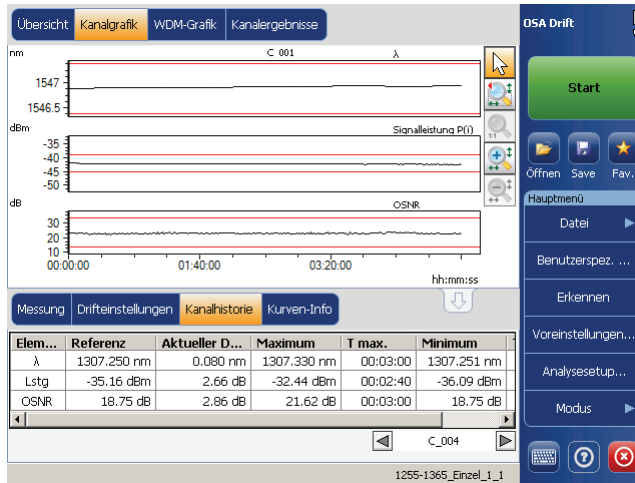 Übersicht Kanalgrafik WDM-Grafik Kanalergebnisse
nm C 001 λ
1547
1546.5
dBm Signalleistung P(i)
-35
-40
-45
-50
dB OSNR
30
20
10
00:00:00 01:40:00 03:20:00
hh:mm:ss
1:1
Messung Drifteinstellungen Kanalhistorie Kurven-Info
Elem... Referenz Aktueller D... Maximum T max. Minimum
λ 1307.250 nm 0.080 nm 1307.330 nm 00:03:00 1307.251 nm
Lstg -35.16 dBm 2.66 dB -32.44 dBm 00:02:40 -36.09 dBm
OSNR 18.75 dB 2.86 dB 21.62 dB 00:03:00 18.75 dB
C_004
1255-1365_Einzel_1_1
OSA Drift
Start
Öffnen Save Fav.
Hauptmenü
Datei
Benutzerspez. ...
Erkennen
Voreinstellungen...
Analysesetup...
Modus
?